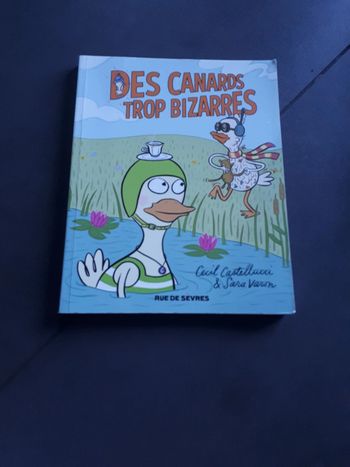 DES CANARDS
TROP BIZARRES
Cecil Castellucci
& Sara Varon
RUE DE SEVRES